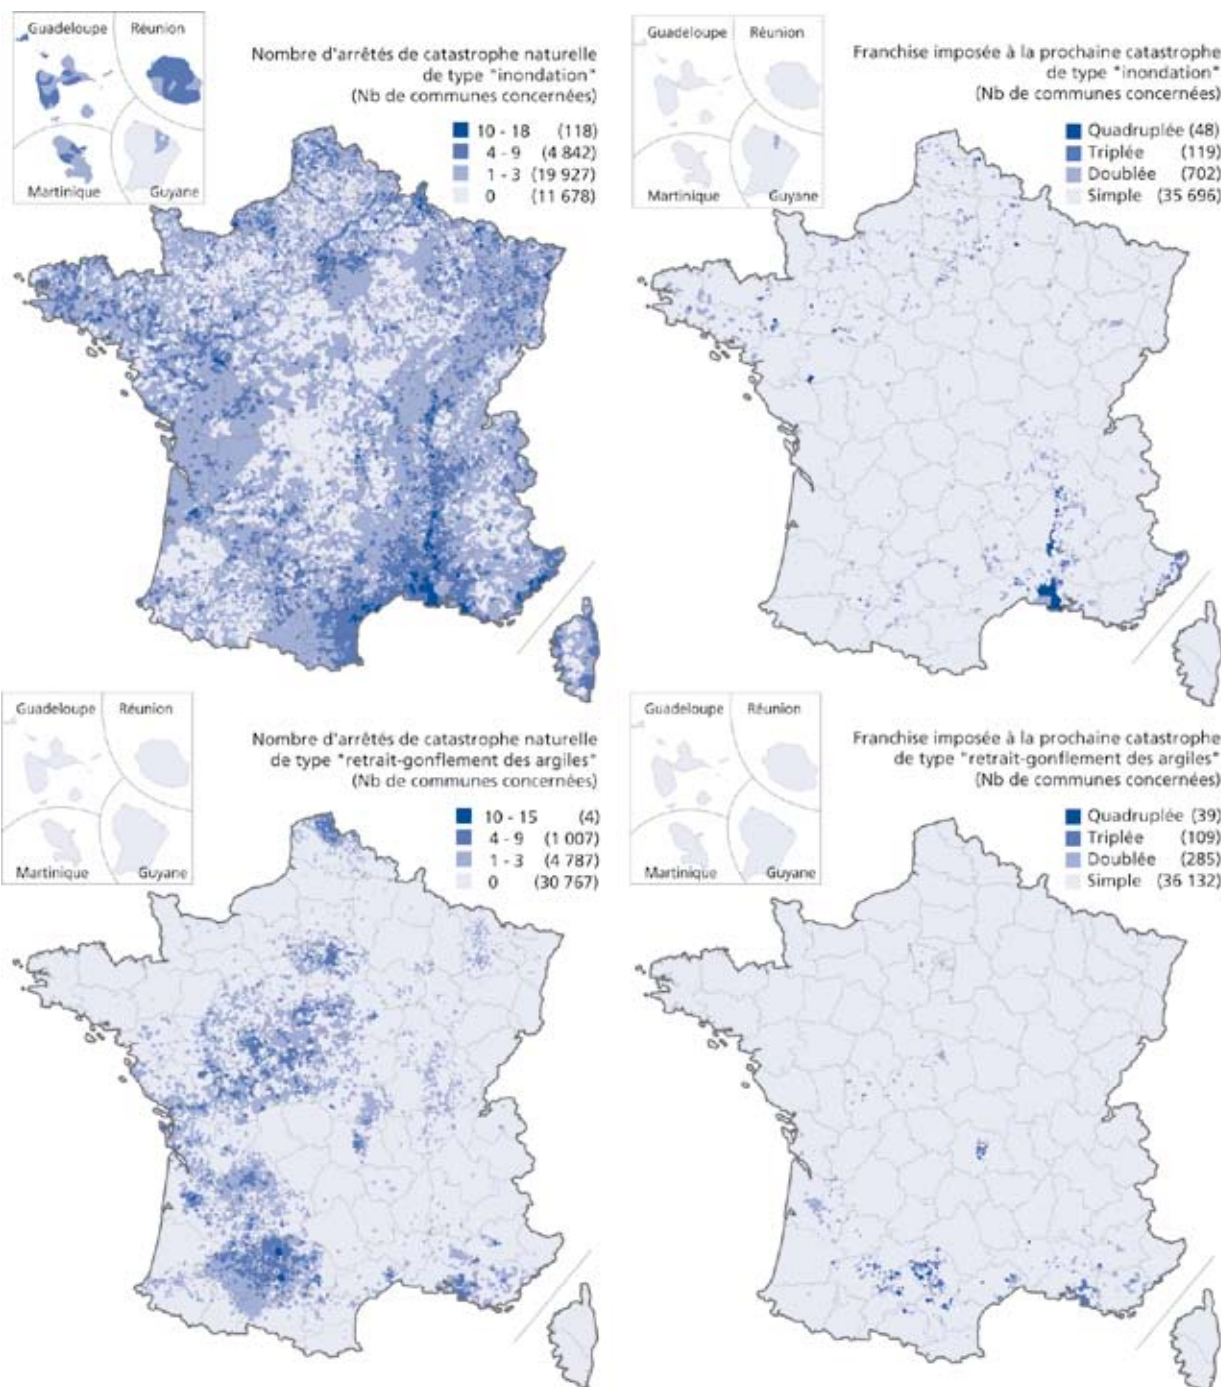 Guadeloupe
Réunion
Martinique
Guyane
Nombre d'arrêtés de catastrophe naturelle
de type "inondation"
(Nb de communes concernées)
10 - 18 (118)
4 - 9 (4 842)
1 - 3 (19 927)
0 (11 678)
Guadeloupe
Réunion
Martinique
Guyane
Franchise imposée à la prochaine catastrophe
de type "inondation"
(Nb de communes concernées)
Quadruplée (48)
Triplée (119)
Doublée (702)
Simple (35 696)
Guadeloupe
Réunion
Martinique
Guyane
Nombre d'arrêtés de catastrophe naturelle
de type "retrait-gonflement des argiles"
(Nb de communes concernées)
10 - 15 (4)
4 - 9 (1 007)
1 - 3 (4 787)
0 (30 767)
Guadeloupe
Réunion
Martinique
Guyane
Franchise imposée à la prochaine catastrophe
de type "retrait-gonflement des argiles"
(Nb de communes concernées)
Quadruplée (39)
Triplée (109)
Doublée (285)
Simple (36 132)